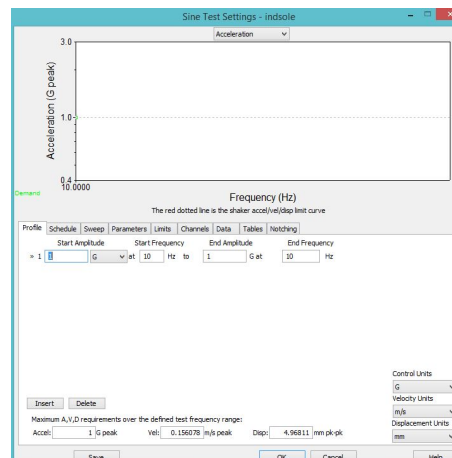 Sine Test Settings - indsole
Acceleration
3.0
Acceleration (G peak)
1.0
0.4
Demand
10.0000
Frequency (Hz)
The red dotted line is the shaker accel/vel/disp limit curve
Profile Schedule Sweep Parameters Limits Channels Data Tables Notching
Start Amplitude Start Frequency End Amplitude End Frequency
» 1 1 G at 10 Hz to 1 G at 10 Hz
Control Units
G
Insert Delete
Velocity Units
m/s
Maximum A,V,D requirements over the defined test frequency range:
Displacement Units
Accel: 1 G peak Vel: 0.156078 m/s peak Disp: 4.96811 mm pk-pk
mm
Save OK Cancel Help